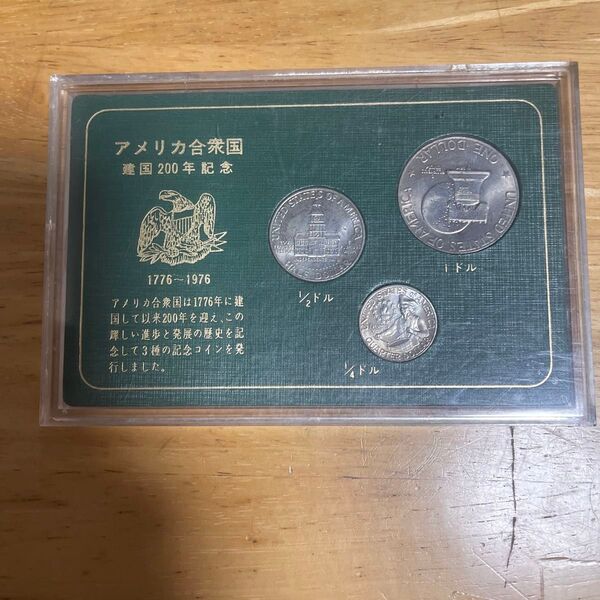 アメリカ合衆国
建国200年記念
1776～1976
アメリカ合衆国は1776年に建
国して以来200年を迎え、この
輝しい進歩と発展の歴史を記
念して3種の記念コインを発
行しました。
UNITED STATES OF AMERICA
HALF DOLLAR
½ドル
UNITED STATES OF AMERICA
ONE DOLLAR
1ドル
QUARTER DOLLAR
¼ドル